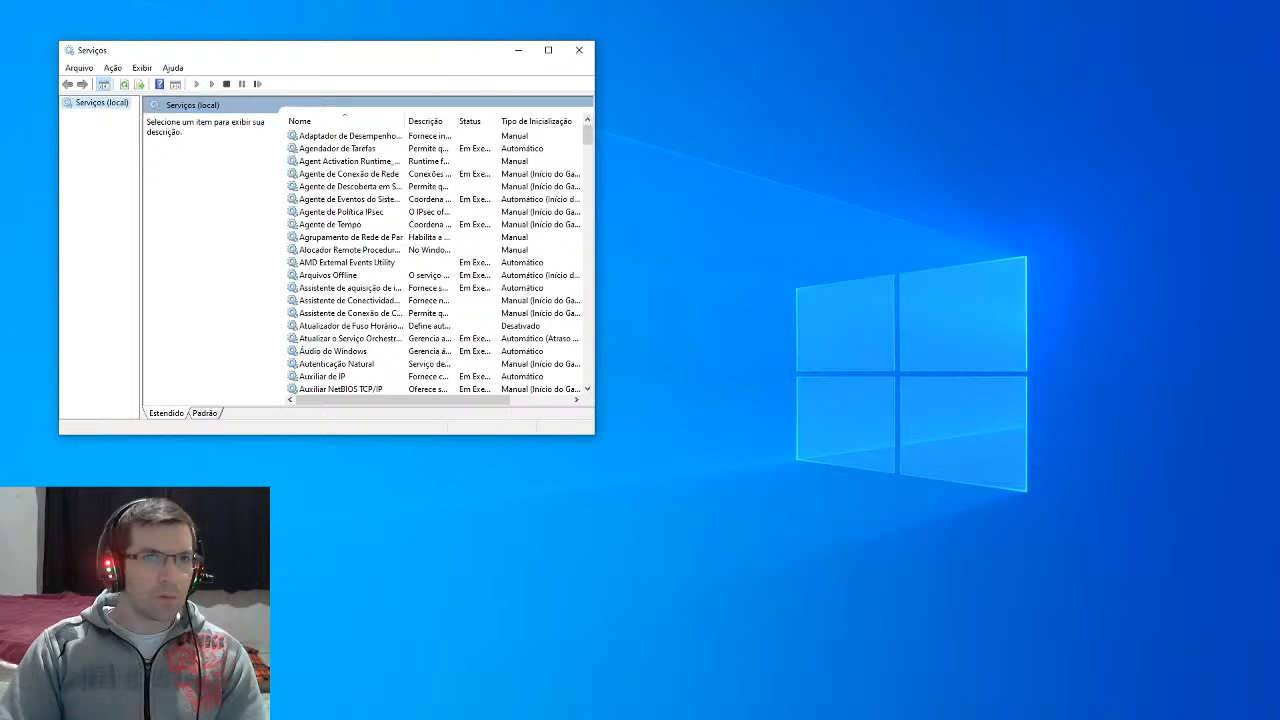 Serviços
Arquivo Ação Exibir Ajuda
Serviços (local)
Serviços (local)
Selecione um item para exibir sua
descrição.
Nome Descrição Status Tipo de Inicialização
Adaptador de Desempenho... Fornece in... Manual
Agendador de Tarefas Permite q... Em Exe... Automático
Agent Activation Runtime_... Runtime f... Manual
Agente de Conexão de Rede Conexões ... Em Exe... Manual (Início do Ga...
Agente de Descoberta em S... Permite q... Manual (Início do Ga...
Agente de Eventos do Siste... Coordena ... Em Exe... Automático (Início d...
Agente de Política IPsec O IPsec of... Manual (Início do Ga...
Agente de Tempo Coordena ... Em Exe... Manual (Início do Ga...
Agrupamento de Rede de Par Habilita a ... Manual
Alocador Remote Procedur... No Windo... Manual
AMD External Events Utility Em Exe... Automático
Arquivos Offline O serviço ... Em Exe... Automático (Início d...
Assistente de aquisição de i... Fornece s... Em Exe... Automático
Assistente de Conectividad... Fornece n... Manual (Início do Ga...
Assistente de Conexão de C... Permite q... Manual (Início do Ga...
Atualizador de Fuso Horário... Define aut... Desativado
Atualizar o Serviço Orchestr... Gerencia a... Em Exe... Automático (Atraso ...
Áudio do Windows Gerencia á... Em Exe... Automático
Autenticação Natural Serviço de... Manual (Início do Ga...
Auxiliar de IP Fornece c... Em Exe... Automático
Auxiliar NetBIOS TCP/IP Oferece s... Em Exe... Manual (Início do Ga...
Estendido Padrão